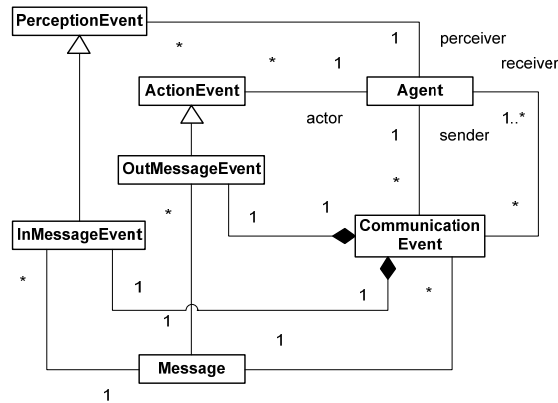 PerceptionEvent
*
1
perceiver
receiver
ActionEvent
*
1
Agent
actor
1
sender
1..*
OutMessageEvent
*
1
1
*
*
InMessageEvent
Communication
Event
*
1
1
1
*
1
Message
1